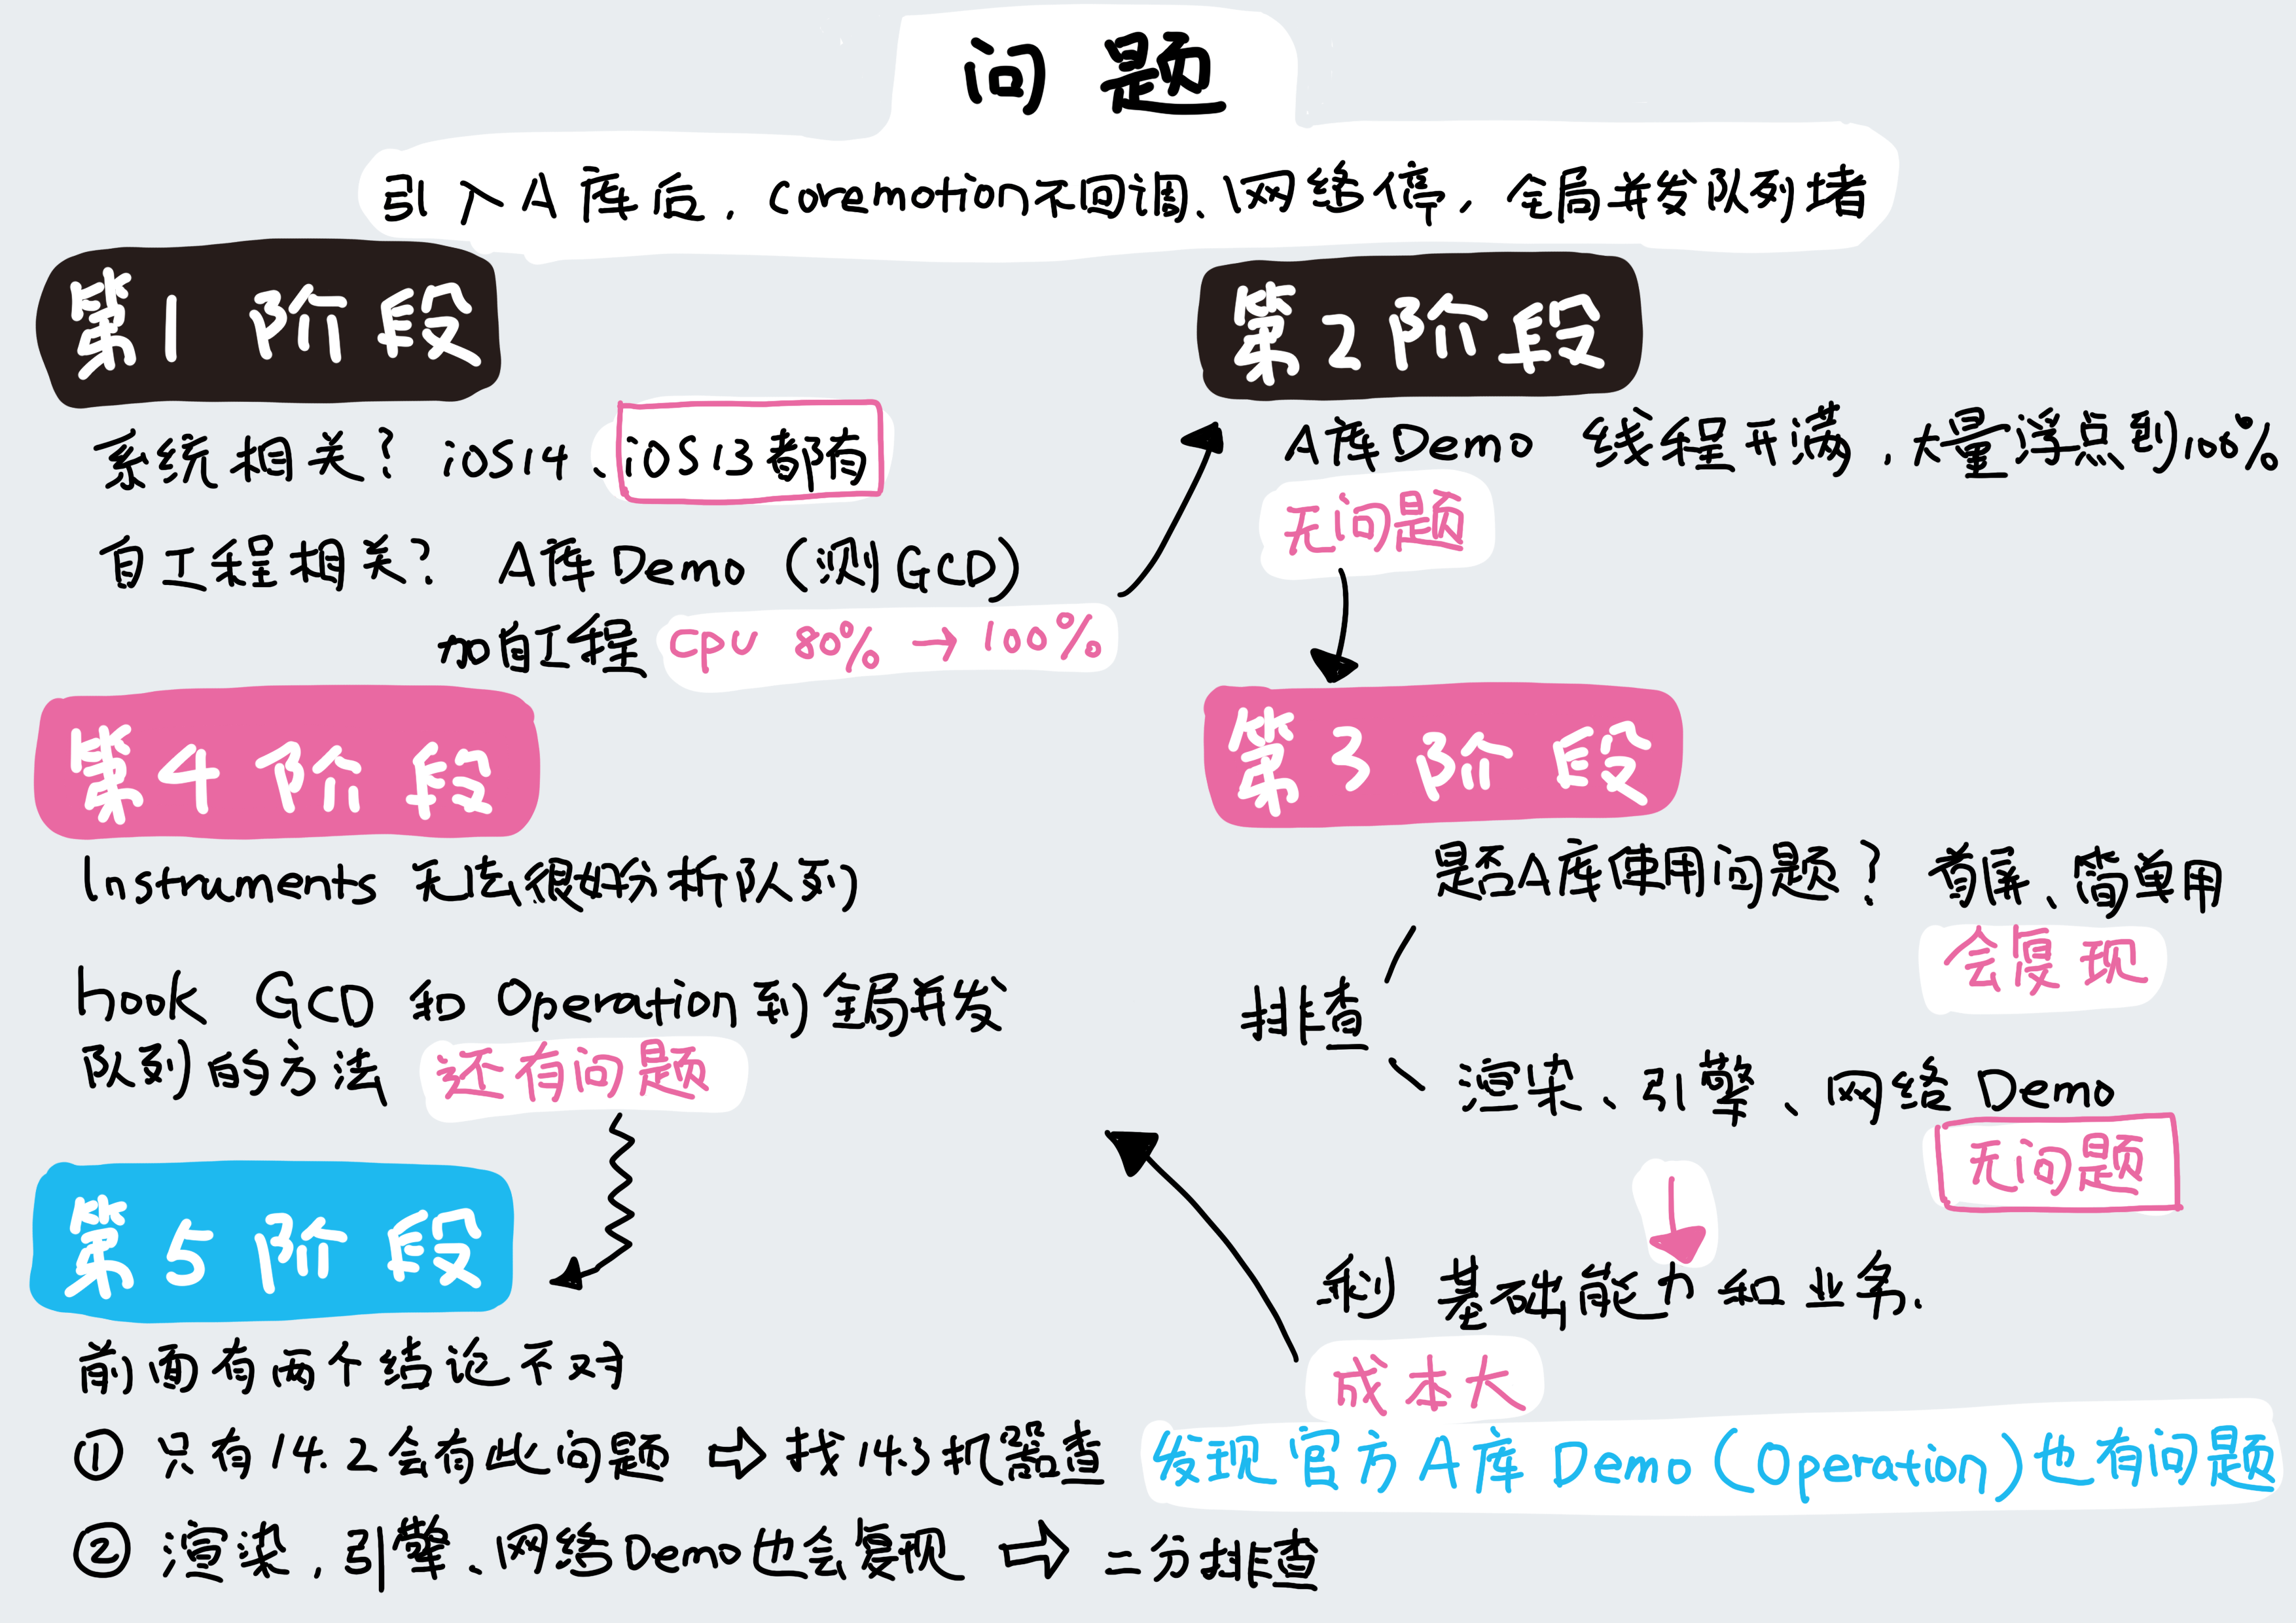 问题
引入A库后，coremotion不回调、网络停，全局并发队列堵
第1阶段
系统相关？iOS14、iOS13都有
自工程相关？ A库Demo（测GCD）
加自工程 cpu 80% → 100%
第2阶段
A库Demo 线程开满，大量浮点到100%
无问题
第3阶段
是否A库使用问题？ 首屏、简单用
会复现
排查
渲染、引擎、网络Demo
无问题
↓
剩 基础能力和业务.
成本大
第4阶段
Instruments 无法很好分析队列
hook GCD 和 Operation 到全局并发
队列的方法 还有问题
第5阶段
前面有两个结论不对
① 只有14.2会有此问题 ⇨ 找14.3机器查 发现官方A库 Demo（Operation）也有问题
② 渲染，引擎、网络Demo也会复现 ⇨ 二分排查